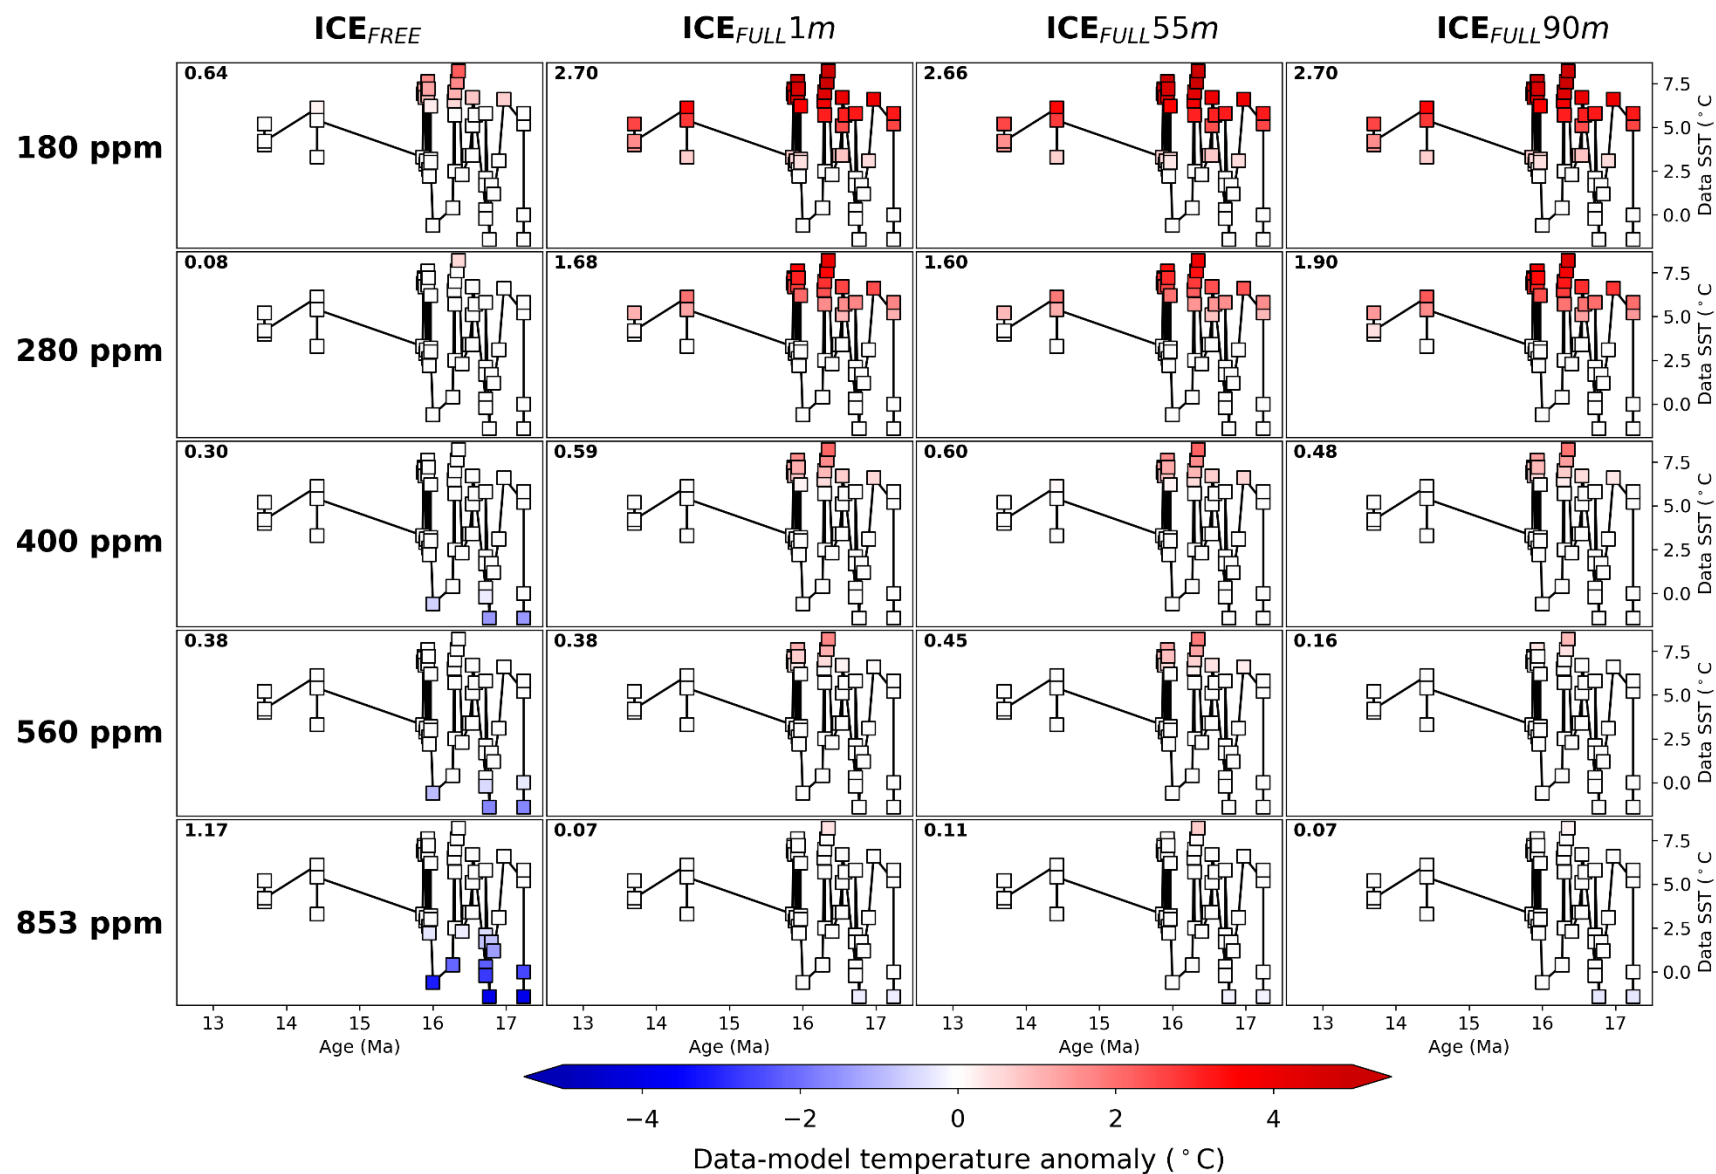 ICE_FREE ICE_FULL1m ICE_FULL55m ICE_FULL90m
180 ppm 0.64 2.70 2.66 2.70 7.5 5.0 2.5 0.0 Data SST (°C)
280 ppm 0.08 1.68 1.60 1.90 7.5 5.0 2.5 0.0 Data SST (°C)
400 ppm 0.30 0.59 0.60 0.48 7.5 5.0 2.5 0.0 Data SST (°C)
560 ppm 0.38 0.38 0.45 0.16 7.5 5.0 2.5 0.0 Data SST (°C)
853 ppm 1.17 0.07 0.11 0.07 7.5 5.0 2.5 0.0 Data SST (°C)
13 14 15 16 17 13 14 15 16 17 13 14 15 16 17 13 14 15 16 17
Age (Ma) Age (Ma) Age (Ma) Age (Ma)
−4 −2 0 2 4
Data-model temperature anomaly (°C)